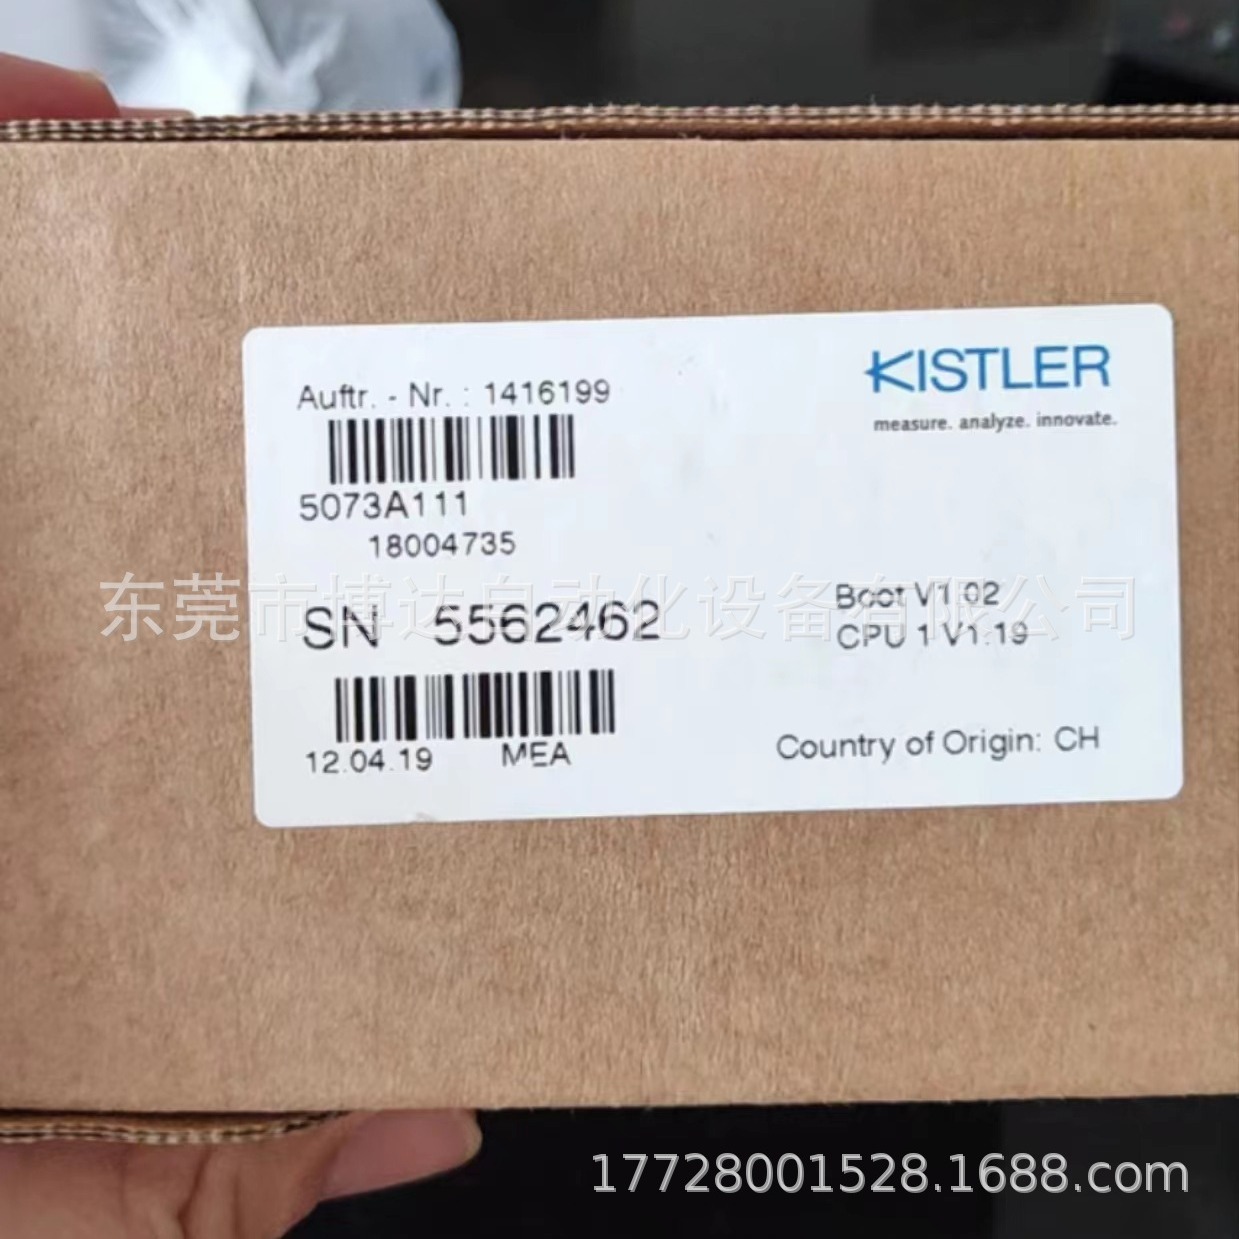 Auftr. - Nr. : 1416199
KISTLER
measure. analyze. innovate.
5073A111
18004735
东莞市博达自动化设备有限公司
SN 5562462
Boot V1.02
CPU 1 V1.19
12.04.19 MEA
Country of Origin: CH
17728001528.1688.com